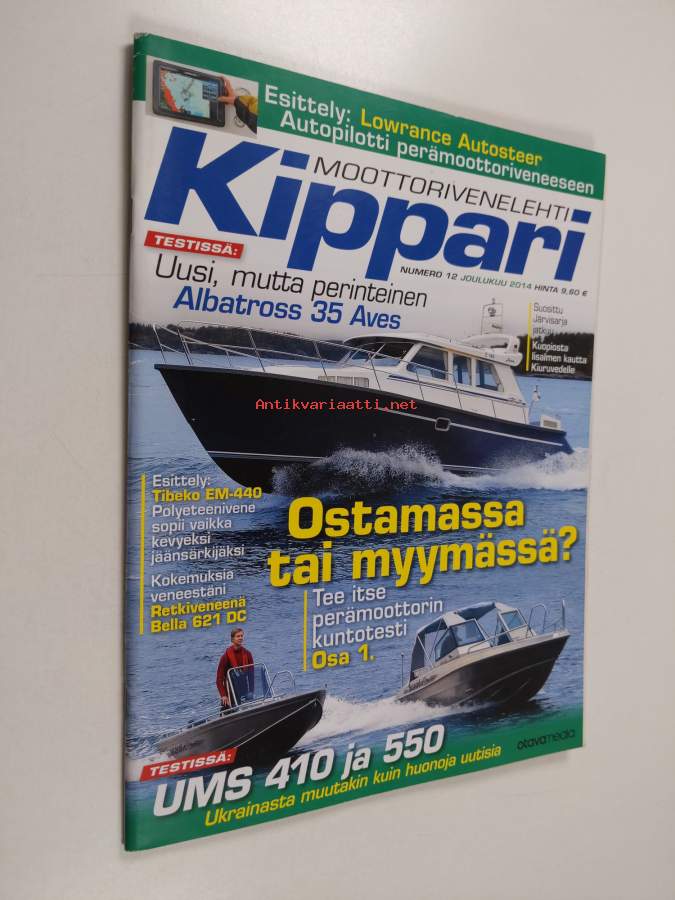 Esittely: Lowrance Autosteer
Autopilotti perämoottoriveneeseen
MOOTTORIVENELEHTI
Kippari
NUMERO 12 JOULUKUU 2014 HINTA 9,60 €
TESTISSÄ:
Uusi, mutta perinteinen
Albatross 35 Aves
Suosittu
Järvisarja
jatkuu
Kuopiosta
Iisalmen kautta
Kiuruvedelle
Antikvariaatti.net
Esittely:
Tibeko EM-440
Polyeteenivene
sopii vaikka
kevyeksi
jäänsärkijäksi
Kokemuksia
veneestäni
Retkiveneenä
Bella 621 DC
Ostamassa
tai myymässä?
Tee itse
perämoottorin
kuntotesti
Osa 1.
TESTISSÄ:
UMS 410 ja 550
Ukrainasta muutakin kuin huonoja uutisia
otavamedia